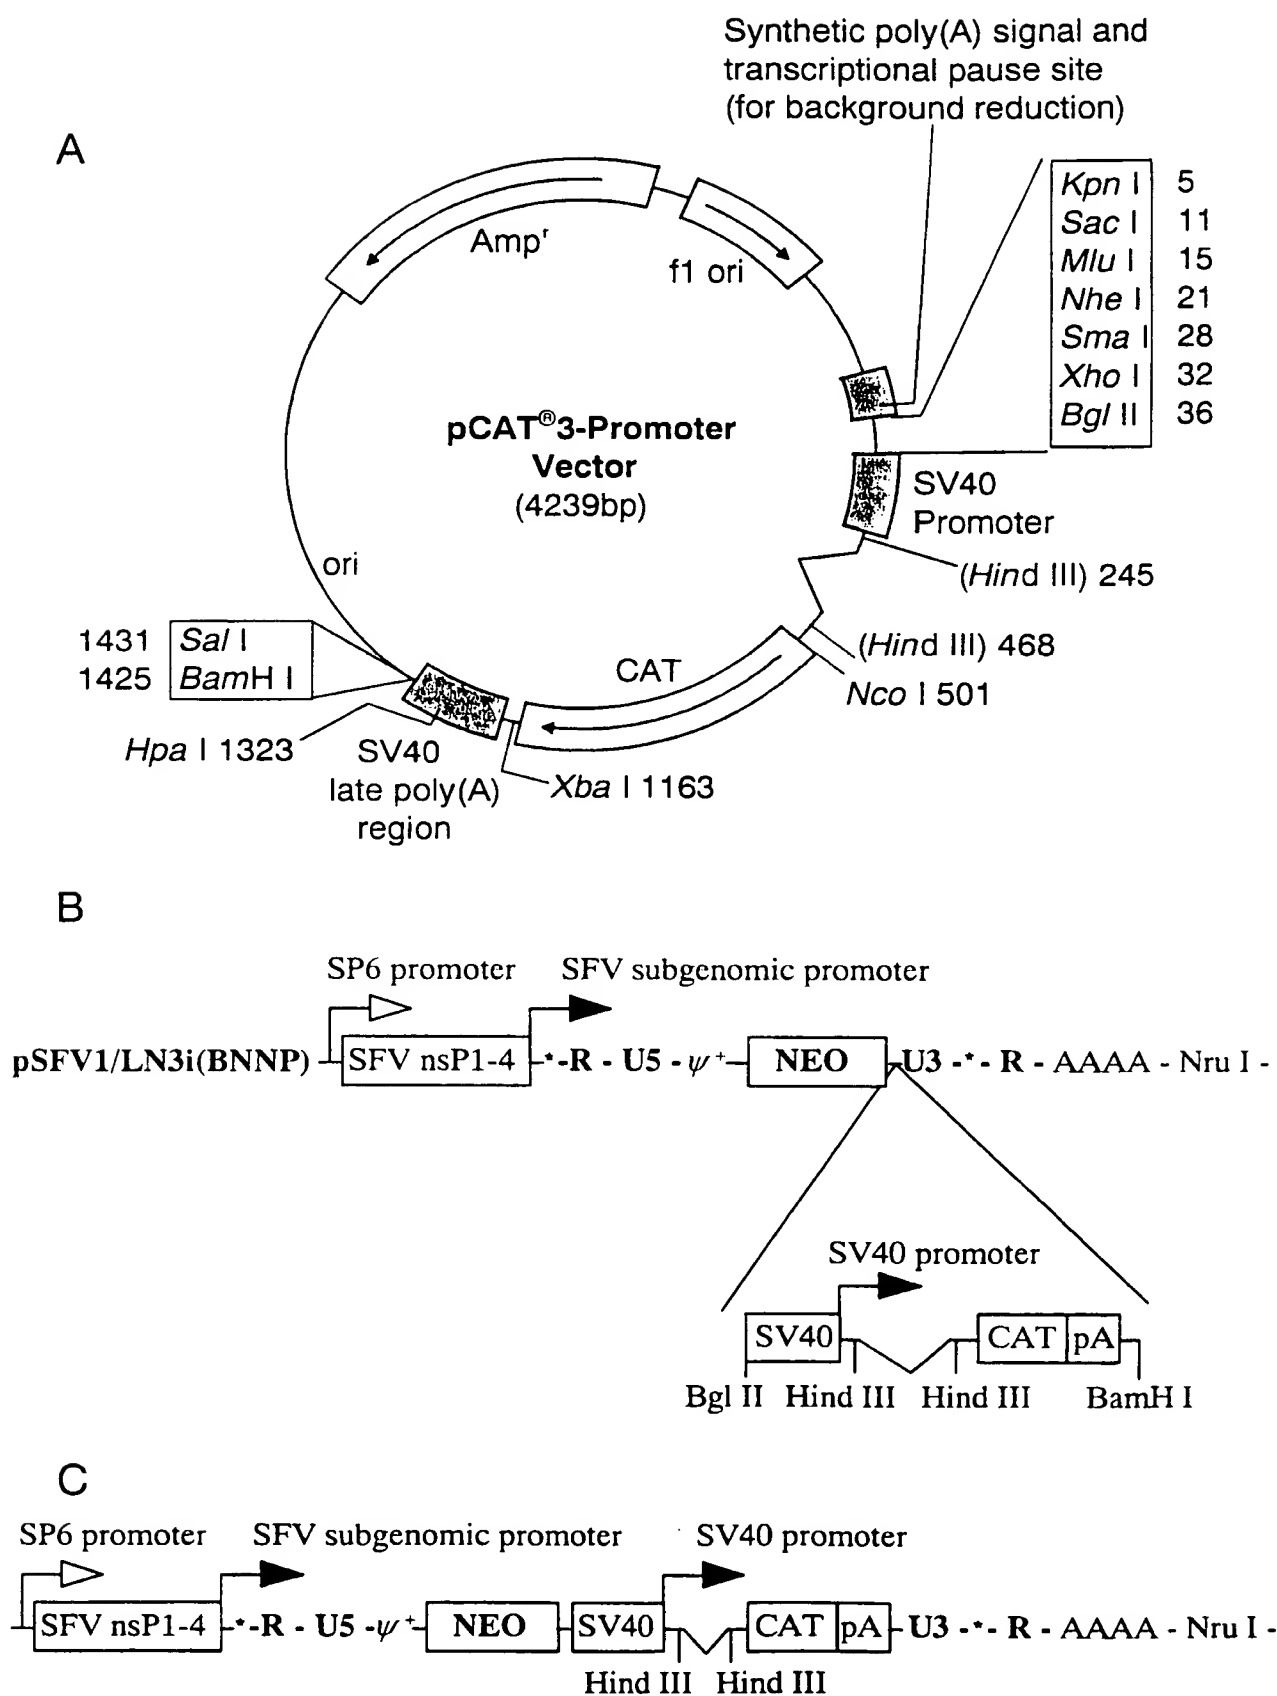 Synthetic poly(A) signal and
transcriptional pause site
(for background reduction)
A
Kpn I 5
Sac I 11
Mlu I 15
Nhe I 21
Sma I 28
Xho I 32
Bgl II 36
Ampʳ
f1 ori
pCAT®3-Promoter
Vector
(4239bp)
SV40
Promoter
(Hind III) 245
ori
1431 Sal I
1425 BamH I
CAT
(Hind III) 468
Nco I 501
Hpa I 1323
SV40
late poly(A)
region
Xba I 1163
B
SP6 promoter SFV subgenomic promoter
pSFV1/LN3i(BNNP) SFV nsP1-4 *-R - U5 - ψ⁺ NEO U3 -*- R - AAAA - Nru I -
SV40 promoter
SV40 CAT pA
Bgl II Hind III Hind III BamH I
C
SP6 promoter SFV subgenomic promoter SV40 promoter
SFV nsP1-4 *-R - U5 -ψ⁺ NEO SV40 CAT pA U3 -*- R - AAAA - Nru I -
Hind III Hind III